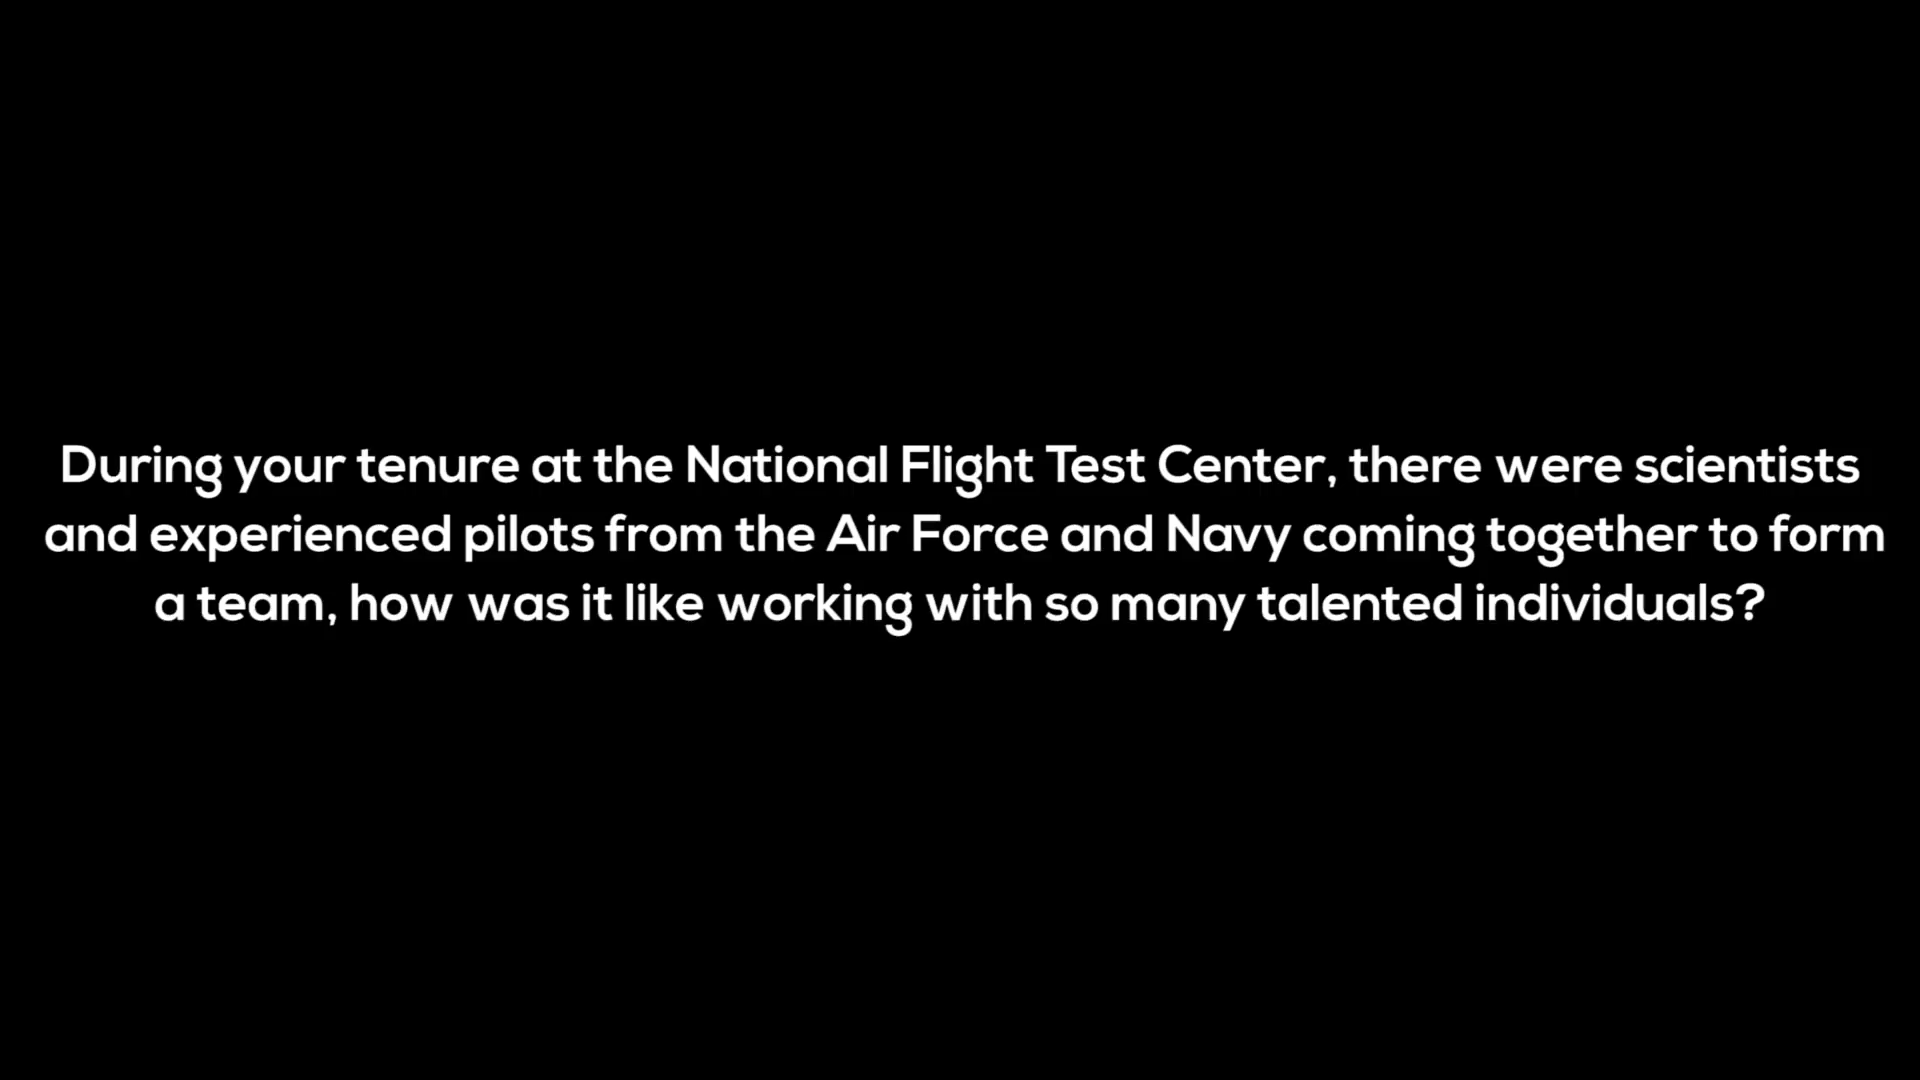 During your tenure at the National Flight Test Center, there were scientists
and experienced pilots from the Air Force and Navy coming together to form
a team, how was it like working with so many talented individuals?